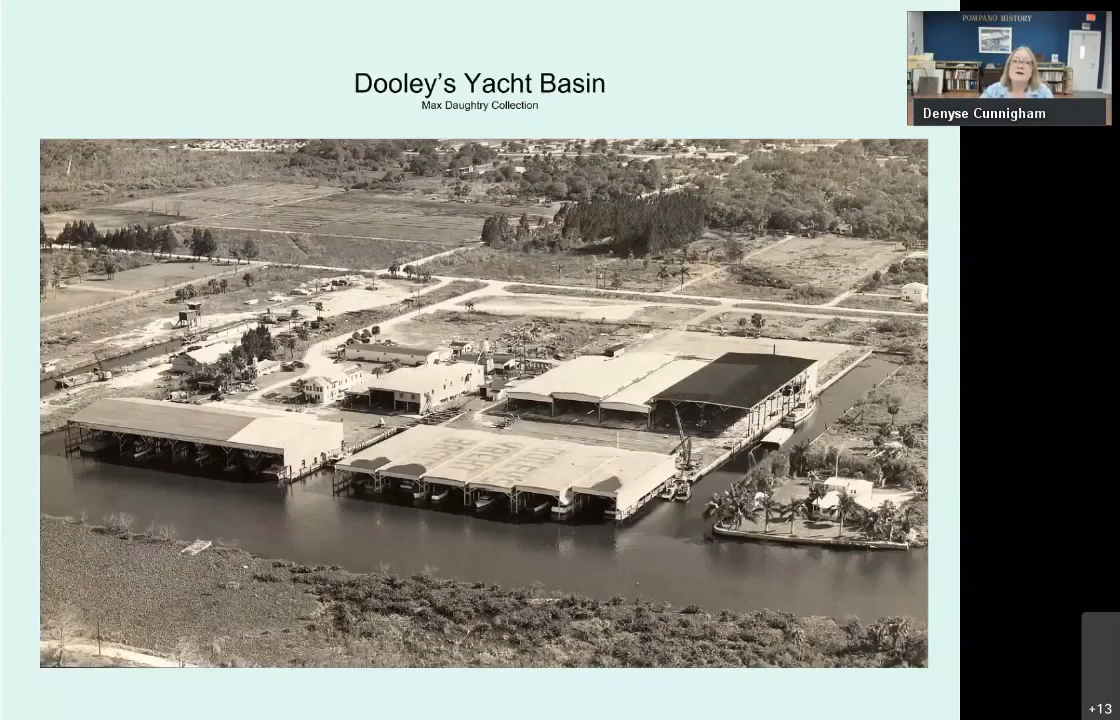 Dooley's Yacht Basin
Max Daughtry Collection
POMPANO HISTORY
Denyse Cunnigham
+13